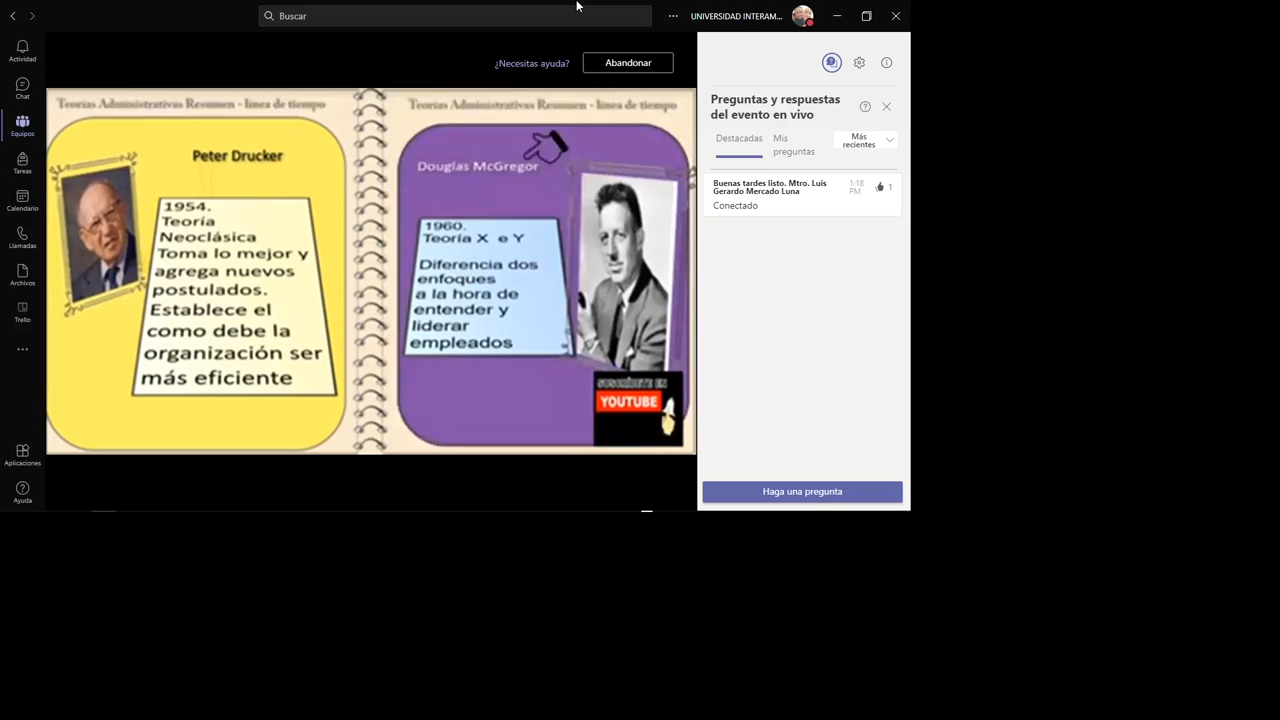 Buscar
UNIVERSIDAD INTERAM...
Actividad
Chat
Equipos
Tareas
Calendario
Llamadas
Archivos
Trello
Aplicaciones
Ayuda
¿Necesitas ayuda?
Abandonar
Teorías Administrativas Resumen - línea de tiempo
Peter Drucker
1954.
Teoría
Neoclásica
Toma lo mejor y
agrega nuevos
postulados.
Establece el
como debe la
organización ser
más eficiente
Teorías Administrativas Resumen - línea de tiempo
Douglas McGregor
1960.
Teoría X e Y
Diferencia dos
enfoques
a la hora de
entender y
liderar
empleados
SUSCRÍBETE EN
YOUTUBE
Preguntas y respuestas
del evento en vivo
Destacadas
Mis
preguntas
Más
recientes
Buenas tardes listo. Mtro. Luis
Gerardo Mercado Luna
1:18
PM
1
Conectado
Haga una pregunta